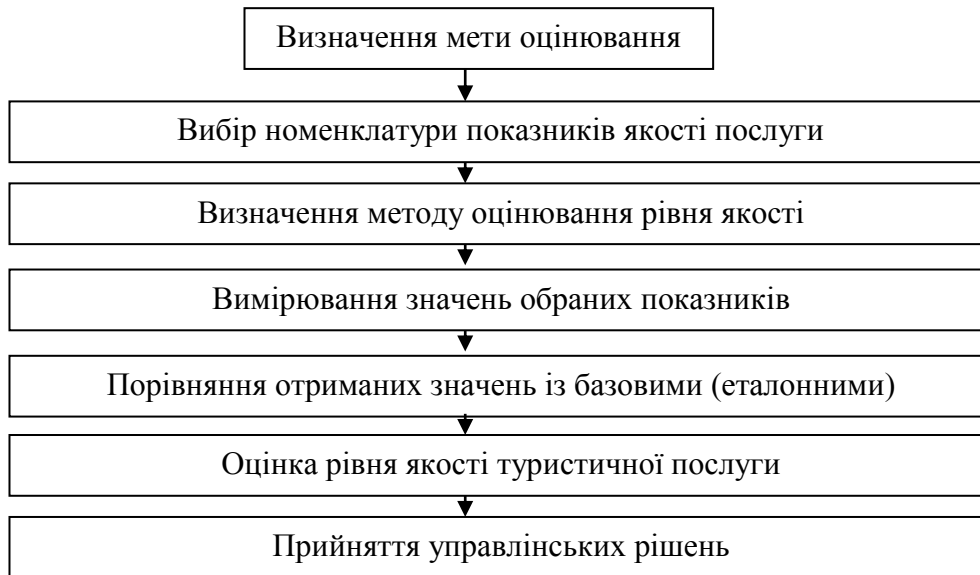 Визначення мети оцінювання
Вибір номенклатури показників якості послуги
Визначення методу оцінювання рівня якості
Вимірювання значень обраних показників
Порівняння отриманих значень із базовими (еталонними)
Оцінка рівня якості туристичної послуги
Прийняття управлінських рішень